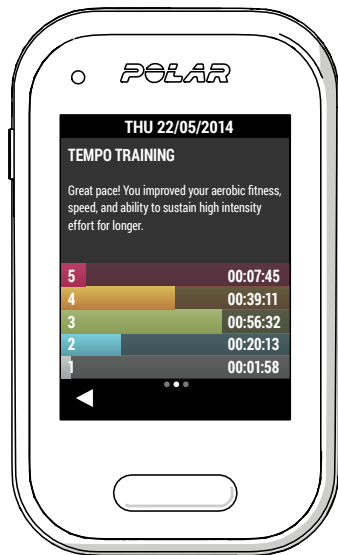 POLAR
THU 22/05/2014
TEMPO TRAINING
Great pace! You improved your aerobic fitness,
speed, and ability to sustain high intensity
effort for longer.
5 00:07:45
4 00:39:11
3 00:56:32
2 00:20:13
1 00:01:58